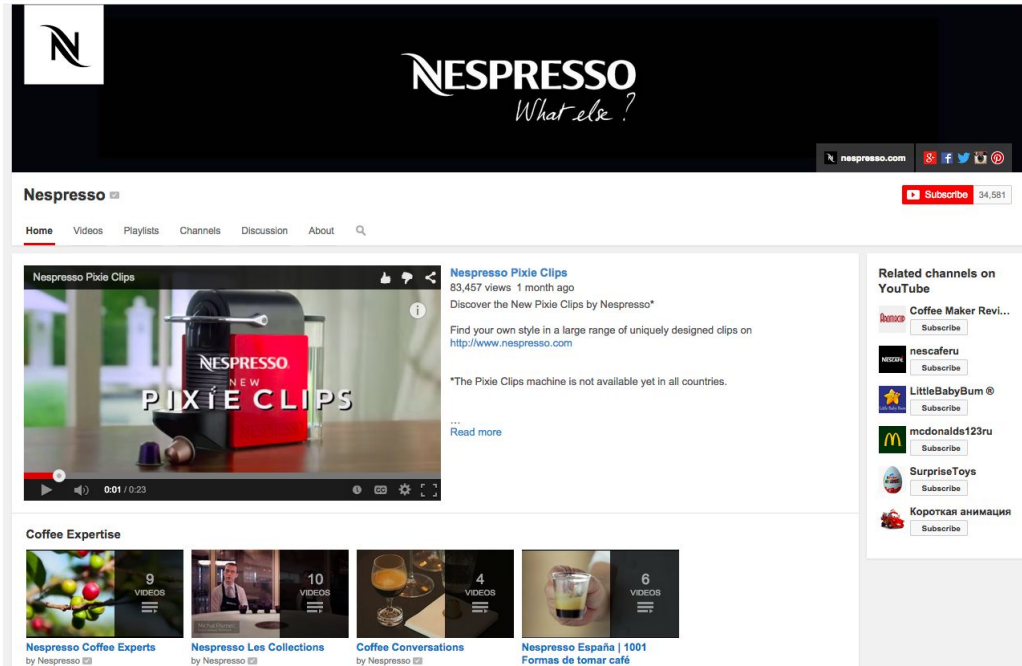 N
NESPRESSO
What else ?
nespresso.com
Nespresso
Subscribe 34,581
Home Videos Playlists Channels Discussion About
Nespresso Pixie Clips
NESPRESSO
NEW
PIXIE CLIPS
0:01 / 0:23
CC
Nespresso Pixie Clips
83,457 views 1 month ago
Discover the New Pixie Clips by Nespresso*
Find your own style in a large range of uniquely designed clips on
http://www.nespresso.com
*The Pixie Clips machine is not available yet in all countries.
...
Read more
Related channels on
YouTube
Coffee Maker Revi...
Subscribe
NESCAFÉ
nescaferu
Subscribe
LittleBabyBum ®
Subscribe
mcdonalds123ru
Subscribe
SurpriseToys
Subscribe
Короткая анимация
Subscribe
Coffee Expertise
9
VIDEOS
Nespresso Coffee Experts
by Nespresso
10
VIDEOS
Nespresso Les Collections
by Nespresso
4
VIDEOS
Coffee Conversations
by Nespresso
6
VIDEOS
Nespresso España | 1001
Formas de tomar café